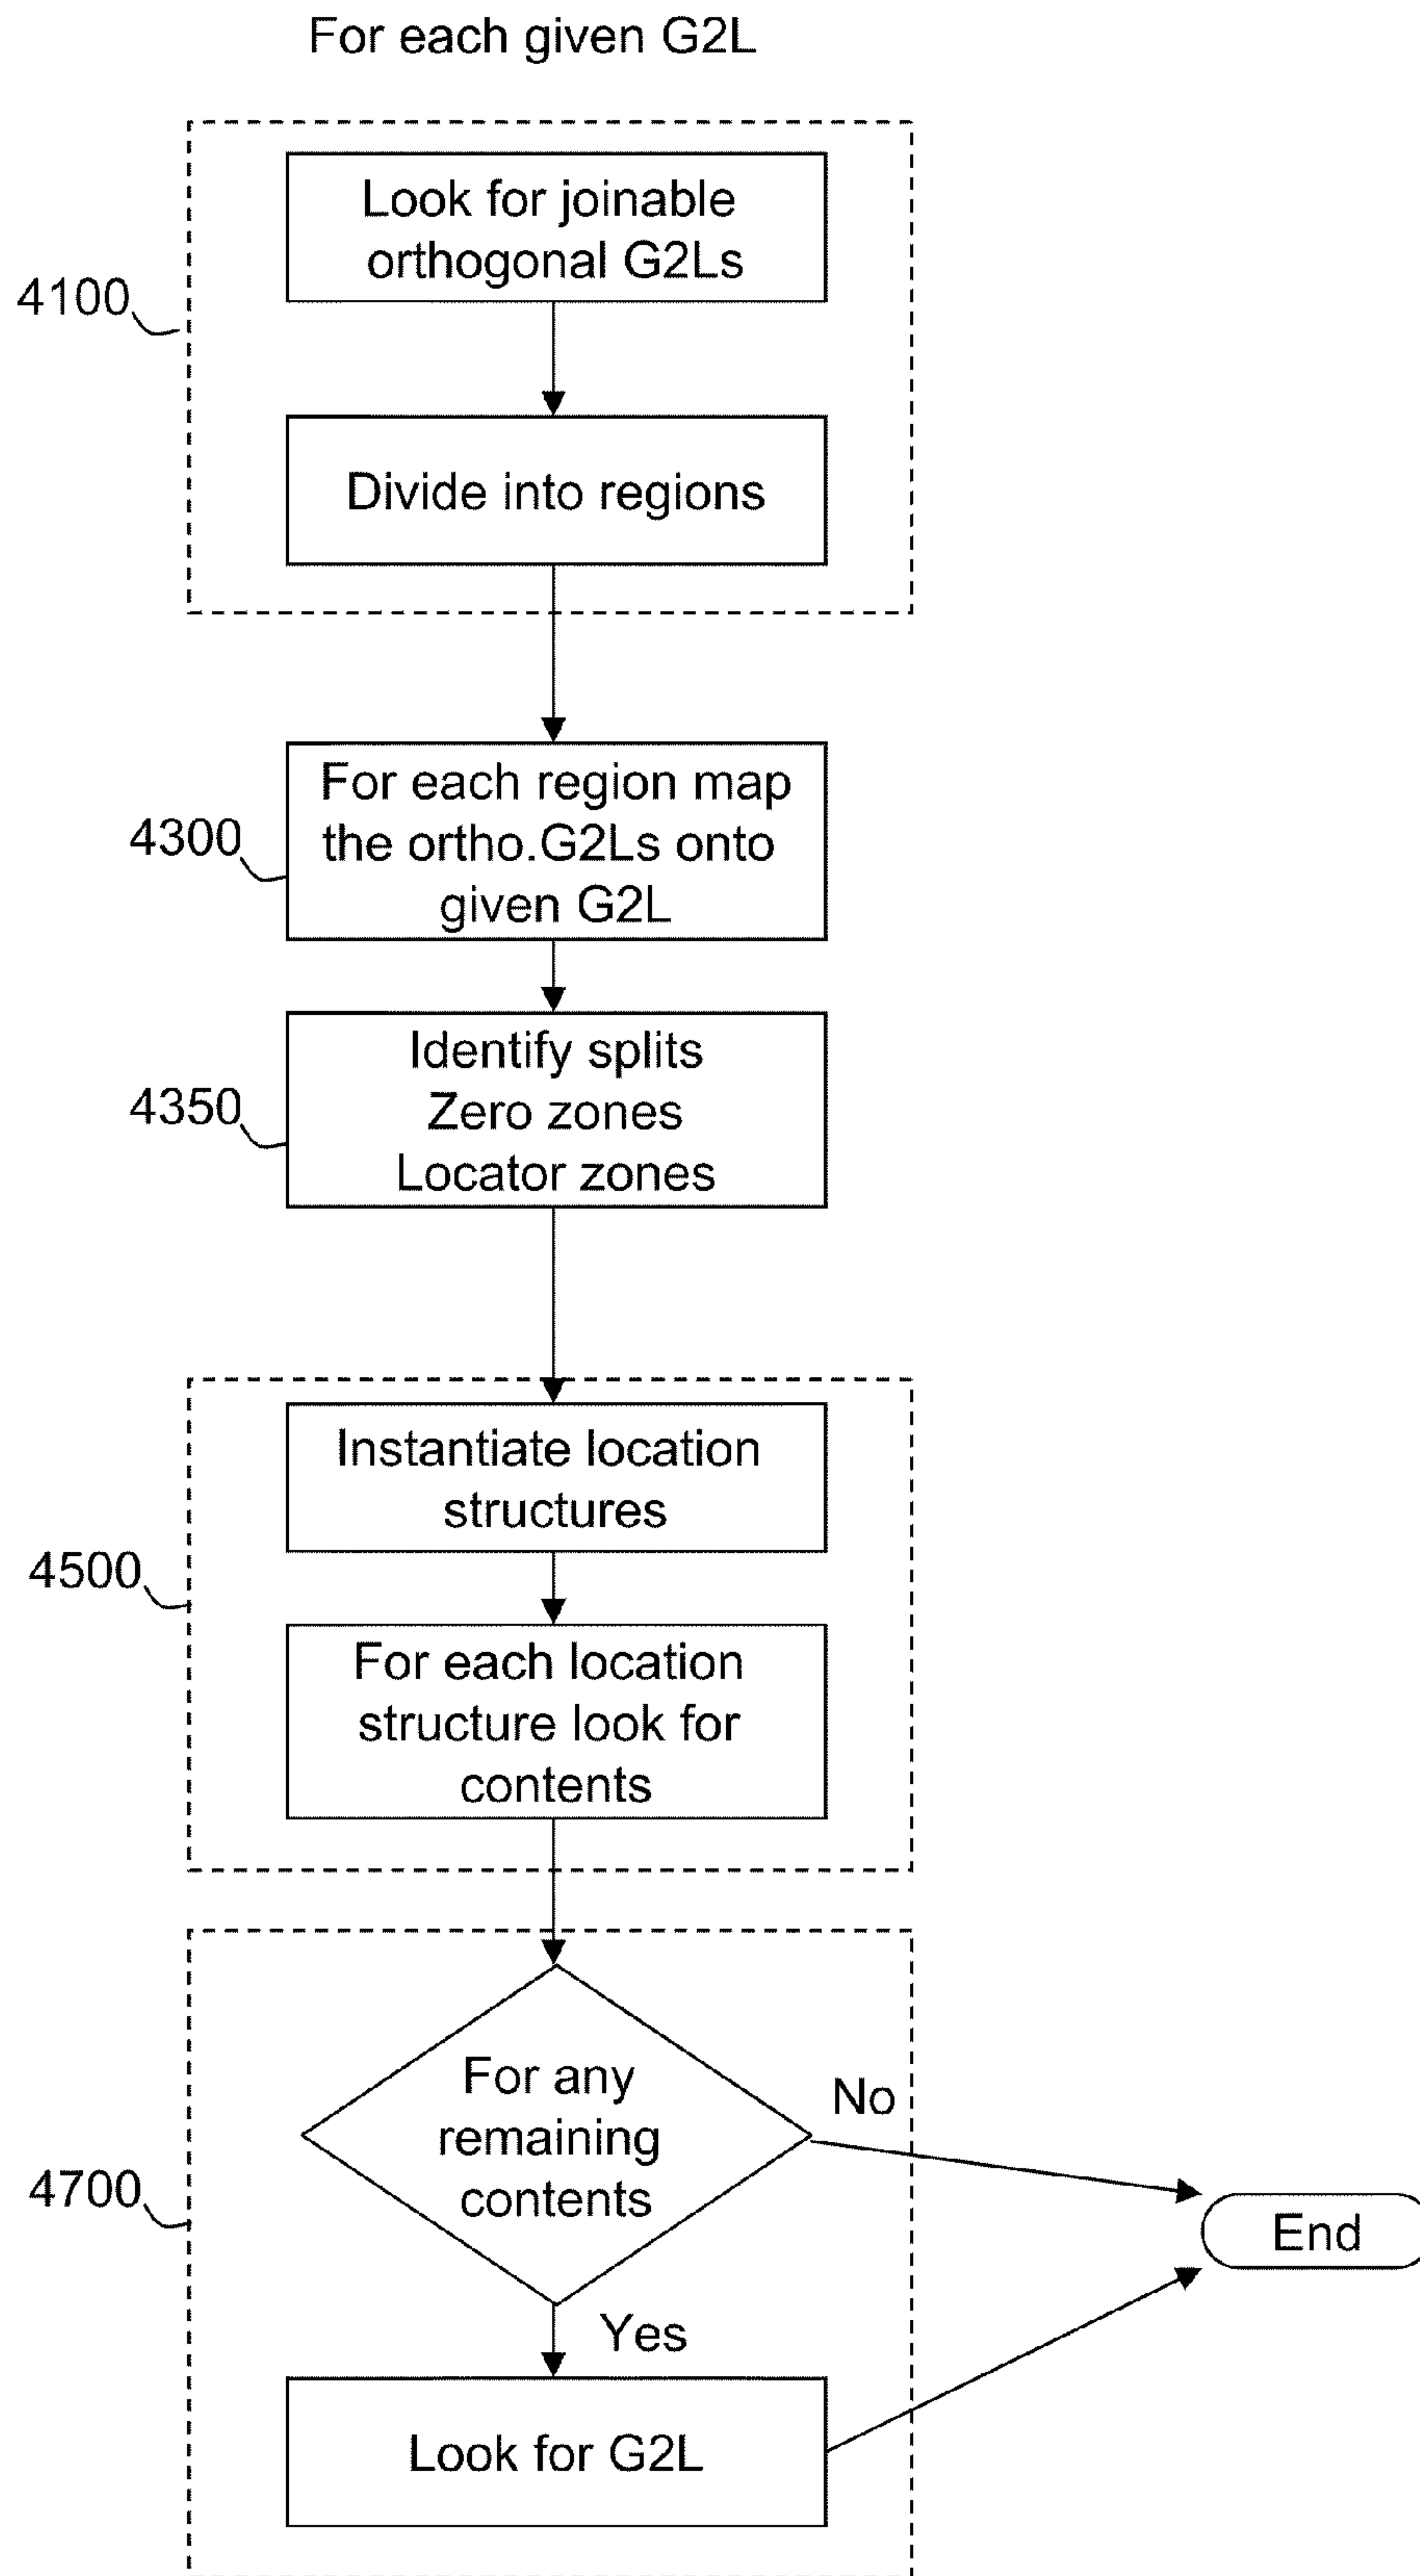 For each given G2L
Look for joinable
orthogonal G2Ls
4100
Divide into regions
For each region map
the ortho.G2Ls onto
given G2L
4300
Identify splits
Zero zones
Locator zones
4350
Instantiate location
structures
4500
For each location
structure look for
contents
For any
remaining
contents
No
4700
End
Yes
Look for G2L